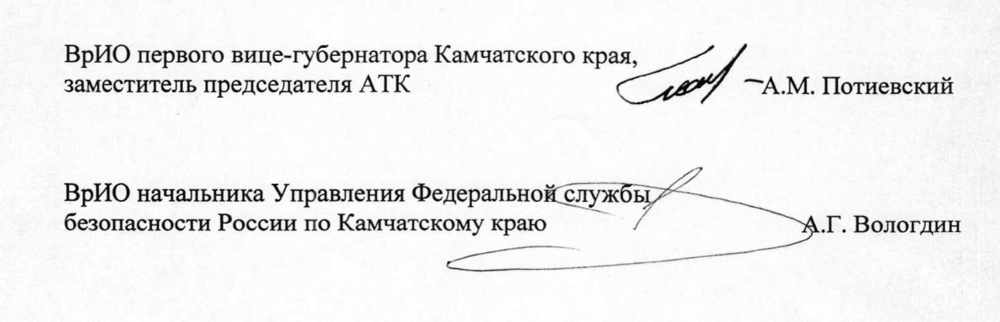 ВрИО первого вице-губернатора Камчатского края,
заместитель председателя АТК А.М. Потиевский
ВрИО начальника Управления Федеральной службы
безопасности России по Камчатскому краю А.Г. Вологдин